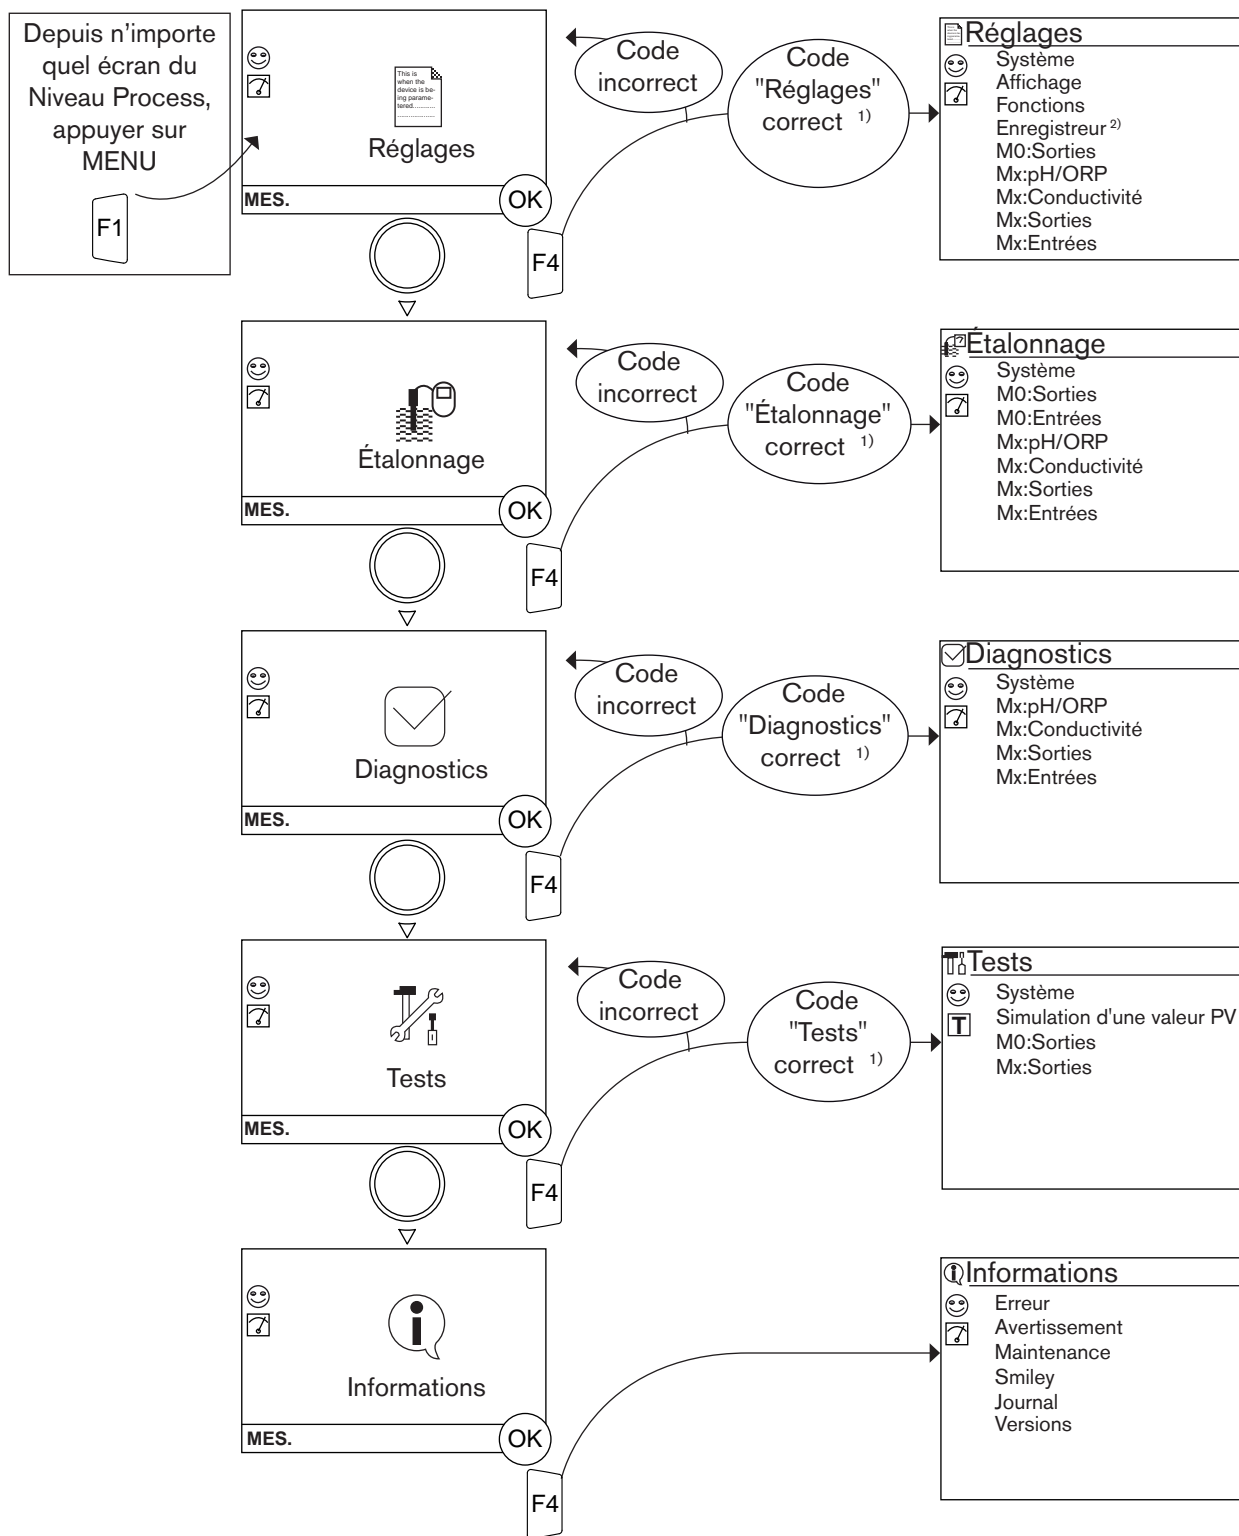 Depuis n'importe
quel écran du
Niveau Process,
appuyer sur
MENU
F1
This is
when the
device is be-
ing parame-
tered..............
......................
Réglages
MES.
OK
F4
Code
incorrect
Code
"Réglages"
correct 1)
Réglages
Système
Affichage
Fonctions
Enregistreur 2)
M0:Sorties
Mx:pH/ORP
Mx:Conductivité
Mx:Sorties
Mx:Entrées
Étalonnage
MES.
OK
F4
Code
incorrect
Code
"Étalonnage"
correct 1)
?
Étalonnage
Système
M0:Sorties
M0:Entrées
Mx:pH/ORP
Mx:Conductivité
Mx:Sorties
Mx:Entrées
Diagnostics
MES.
OK
F4
Code
incorrect
Code
"Diagnostics"
correct 1)
Diagnostics
Système
Mx:pH/ORP
Mx:Conductivité
Mx:Sorties
Mx:Entrées
Tests
MES.
OK
F4
Code
incorrect
Code
"Tests"
correct 1)
Tests
Système
T
Simulation d'une valeur PV
M0:Sorties
Mx:Sorties
i
Informations
MES.
OK
F4
i
Informations
Erreur
Avertissement
Maintenance
Smiley
Journal
Versions